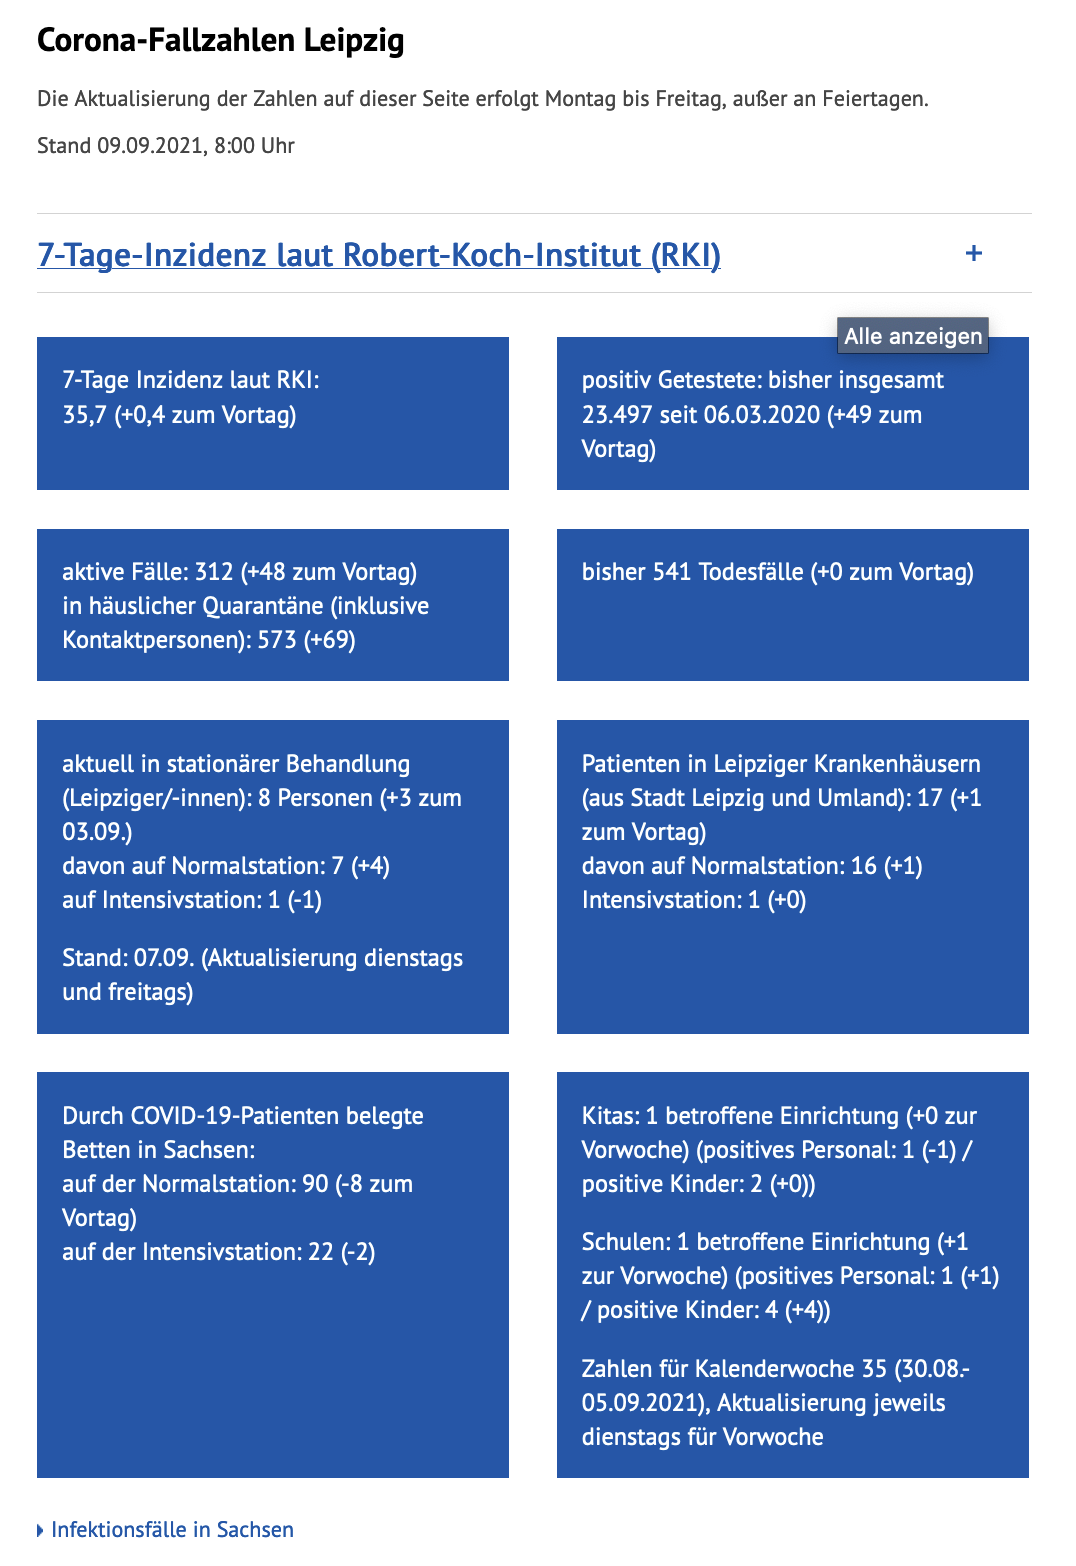 Corona-Fallzahlen Leipzig
Die Aktualisierung der Zahlen auf dieser Seite erfolgt Montag bis Freitag, außer an Feiertagen.
Stand 09.09.2021, 8:00 Uhr
7-Tage-Inzidenz laut Robert-Koch-Institut (RKI)
+
Alle anzeigen
7-Tage Inzidenz laut RKI:
35,7 (+0,4 zum Vortag)
positiv Getestete: bisher insgesamt
23.497 seit 06.03.2020 (+49 zum
Vortag)
aktive Fälle: 312 (+48 zum Vortag)
in häuslicher Quarantäne (inklusive
Kontaktpersonen): 573 (+69)
bisher 541 Todesfälle (+0 zum Vortag)
aktuell in stationärer Behandlung
(Leipziger/-innen): 8 Personen (+3 zum
03.09.)
davon auf Normalstation: 7 (+4)
auf Intensivstation: 1 (-1)
Stand: 07.09. (Aktualisierung dienstags
und freitags)
Patienten in Leipziger Krankenhäusern
(aus Stadt Leipzig und Umland): 17 (+1
zum Vortag)
davon auf Normalstation: 16 (+1)
Intensivstation: 1 (+0)
Durch COVID-19-Patienten belegte
Betten in Sachsen:
auf der Normalstation: 90 (-8 zum
Vortag)
auf der Intensivstation: 22 (-2)
Kitas: 1 betroffene Einrichtung (+0 zur
Vorwoche) (positives Personal: 1 (-1) /
positive Kinder: 2 (+0))
Schulen: 1 betroffene Einrichtung (+1
zur Vorwoche) (positives Personal: 1 (+1)
/ positive Kinder: 4 (+4))
Zahlen für Kalenderwoche 35 (30.08.-
05.09.2021), Aktualisierung jeweils
dienstags für Vorwoche
Infektionsfälle in Sachsen